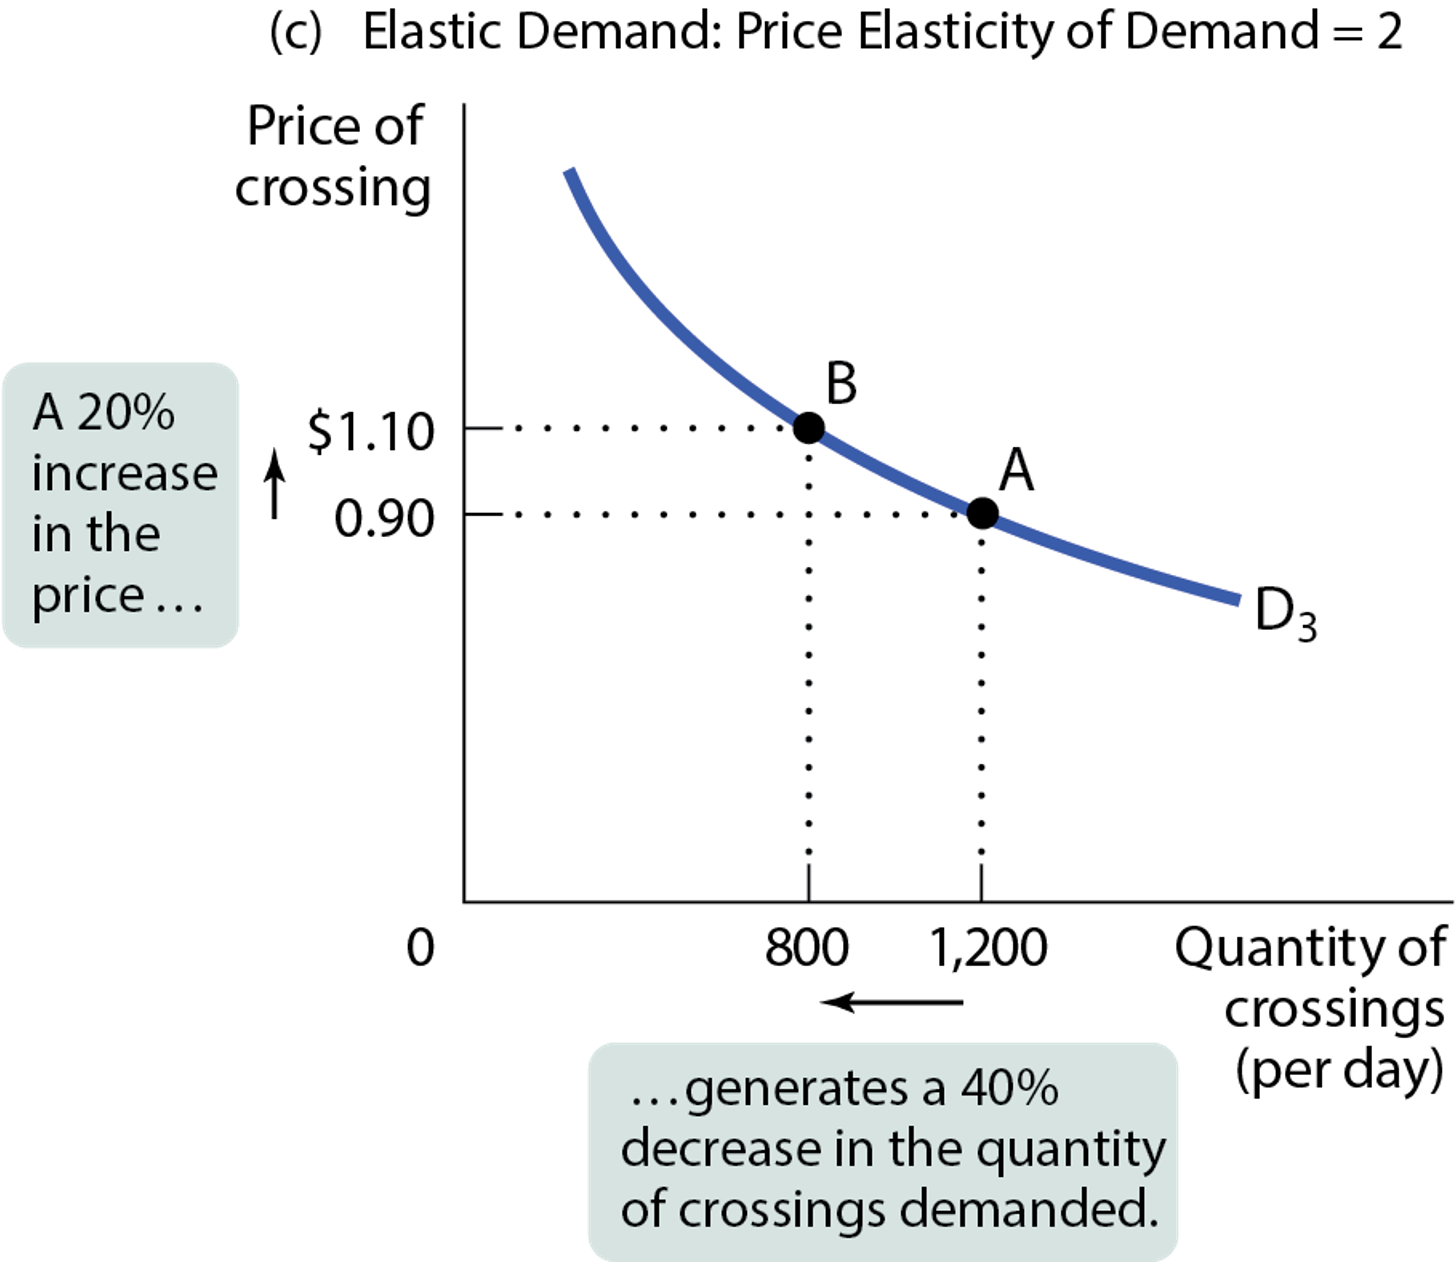 (c) Elastic Demand: Price Elasticity of Demand = 2
Price of
crossing
A 20%
increase
in the
price…
$1.10
0.90
B
A
D₃
0
800
1,200
Quantity of
crossings
(per day)
…generates a 40%
decrease in the quantity
of crossings demanded.